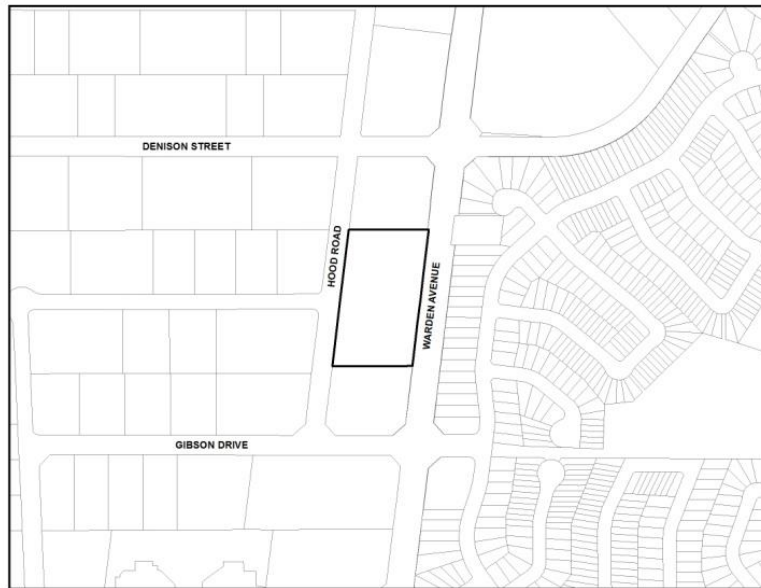 DENISON STREET
HOOD ROAD
WARDEN AVENUE
GIBSON DRIVE